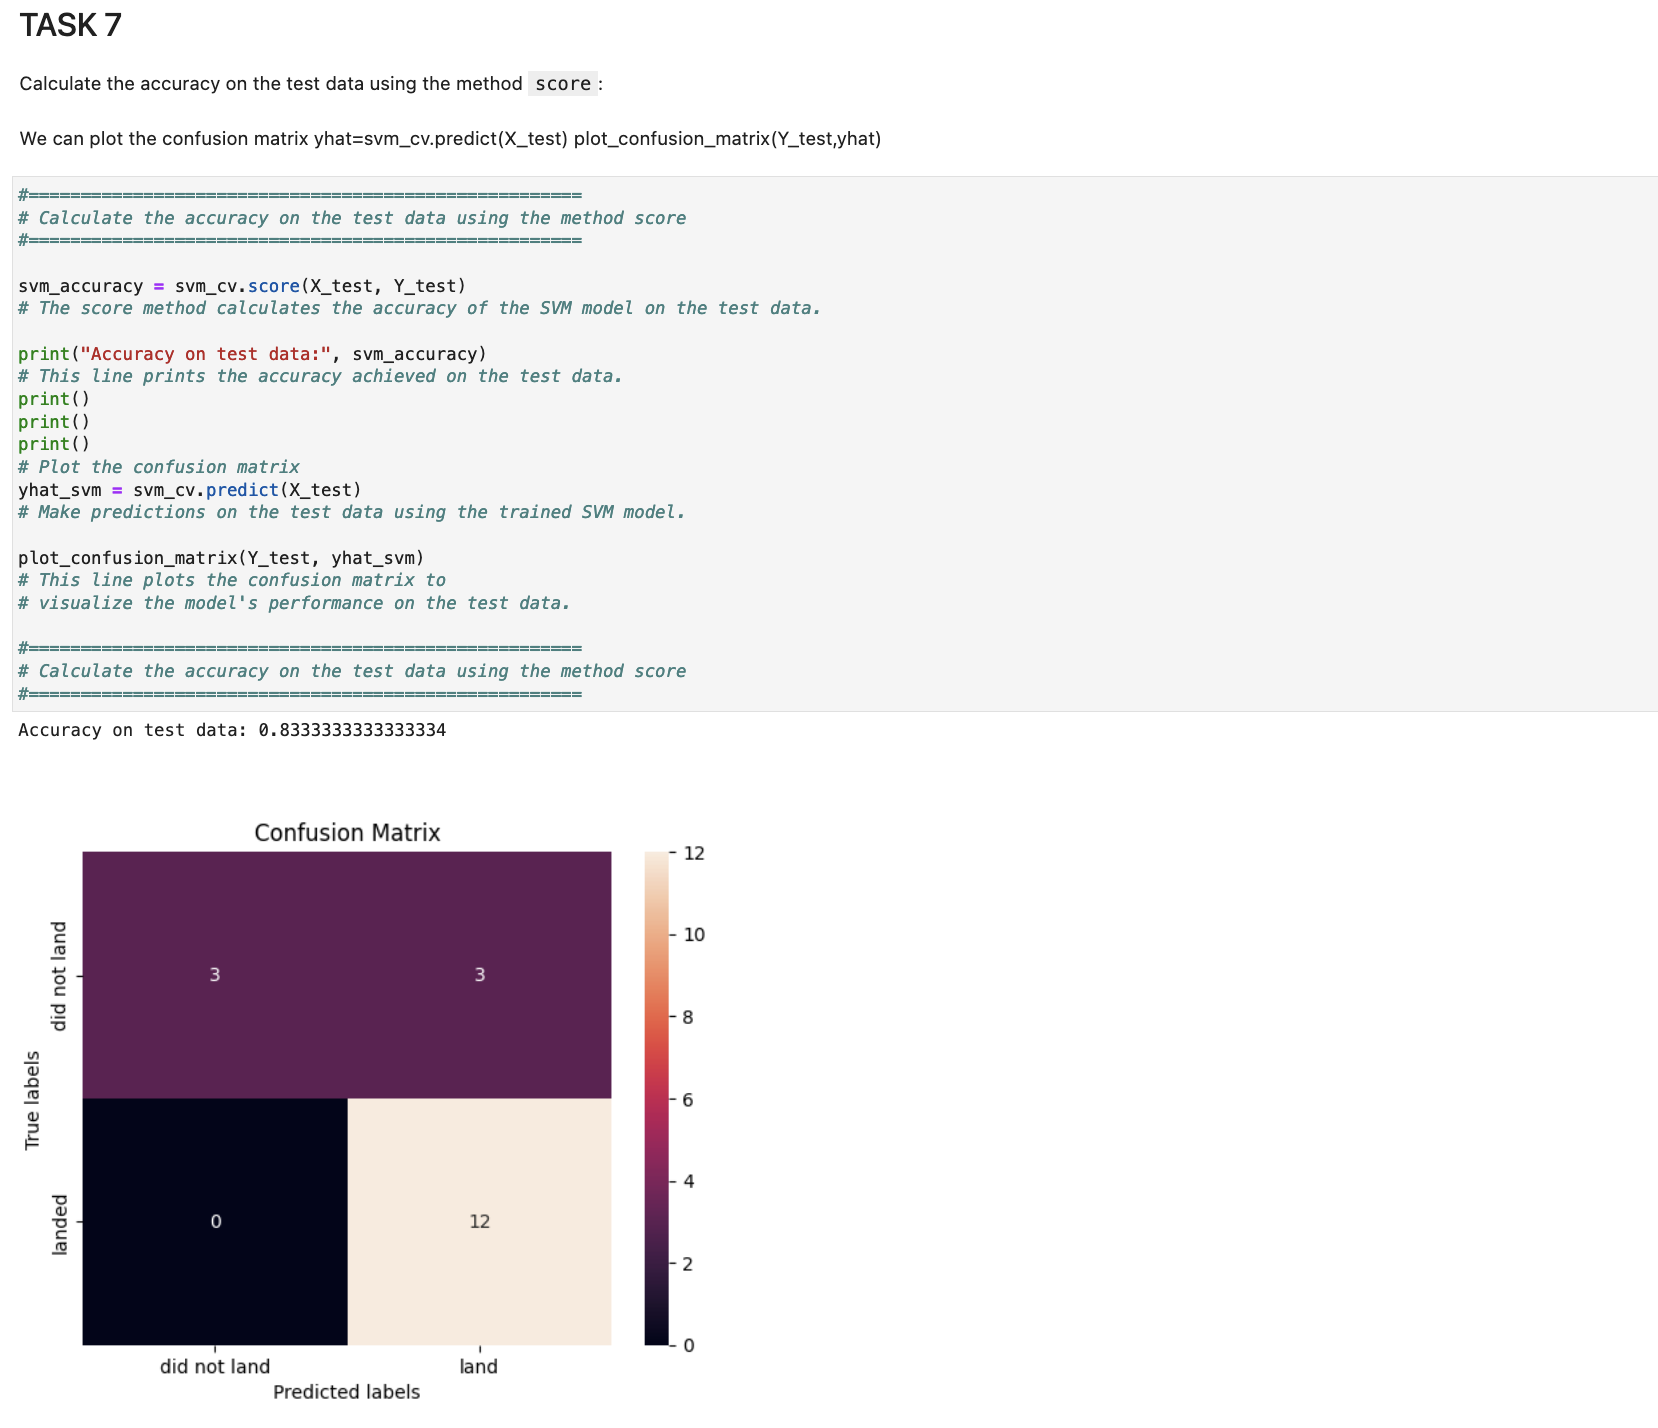 TASK 7
Calculate the accuracy on the test data using the method score :
We can plot the confusion matrix yhat=svm_cv.predict(X_test) plot_confusion_matrix(Y_test,yhat)
#=====================================================
# Calculate the accuracy on the test data using the method score
#=====================================================
svm_accuracy = svm_cv.score(X_test, Y_test)
# The score method calculates the accuracy of the SVM model on the test data.
print("Accuracy on test data:", svm_accuracy)
# This line prints the accuracy achieved on the test data.
print()
print()
print()
# Plot the confusion matrix
yhat_svm = svm_cv.predict(X_test)
# Make predictions on the test data using the trained SVM model.
plot_confusion_matrix(Y_test, yhat_svm)
# This line plots the confusion matrix to
# visualize the model's performance on the test data.
#=====================================================
# Calculate the accuracy on the test data using the method score
#=====================================================
Accuracy on test data: 0.8333333333333334
Confusion Matrix
12
10
8
6
4
2
0
True labels
did not land
landed
3
3
0
12
did not land
land
Predicted labels